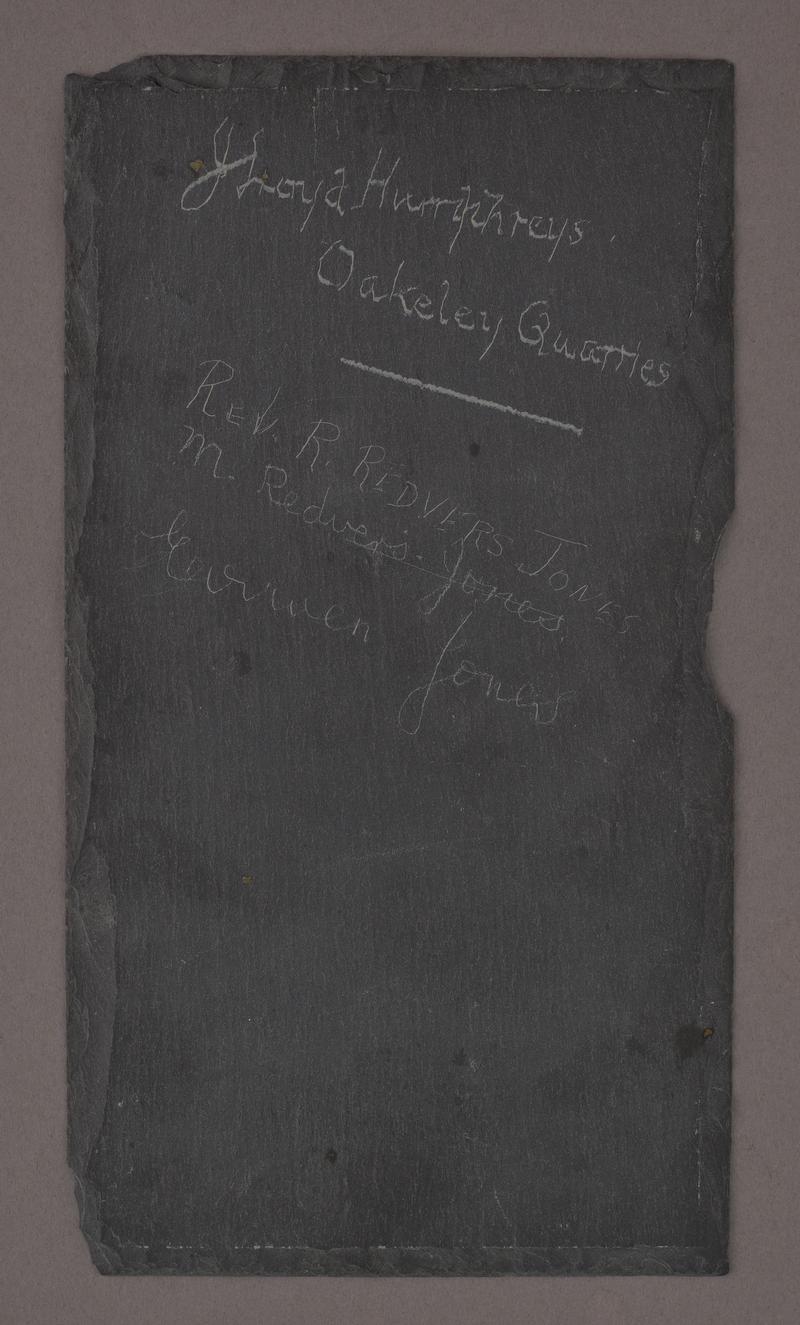 Lloyd Humphreys.
Oakeley Quarries
REV. R. REDVERS JONES
M. Redvers. Jones.
Jones